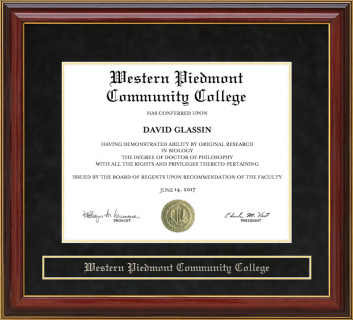 Western Piedmont
Community College
HAS CONFERRED UPON
DAVID GLASSIN
HAVING DEMONSTRATED ABILITY BY ORIGINAL RESEARCH
IN BIOLOGY
THE DEGREE OF DOCTOR OF PHILOSOPHY
WITH ALL THE RIGHTS AND PRIVILEGES THERETO PERTAINING
ISSUED BY THE BOARD OF REGENTS UPON RECOMMENDATION OF THE FACULTY
JUNE 14, 2017
PROVOST
PRESIDENT
Western Piedmont Community College